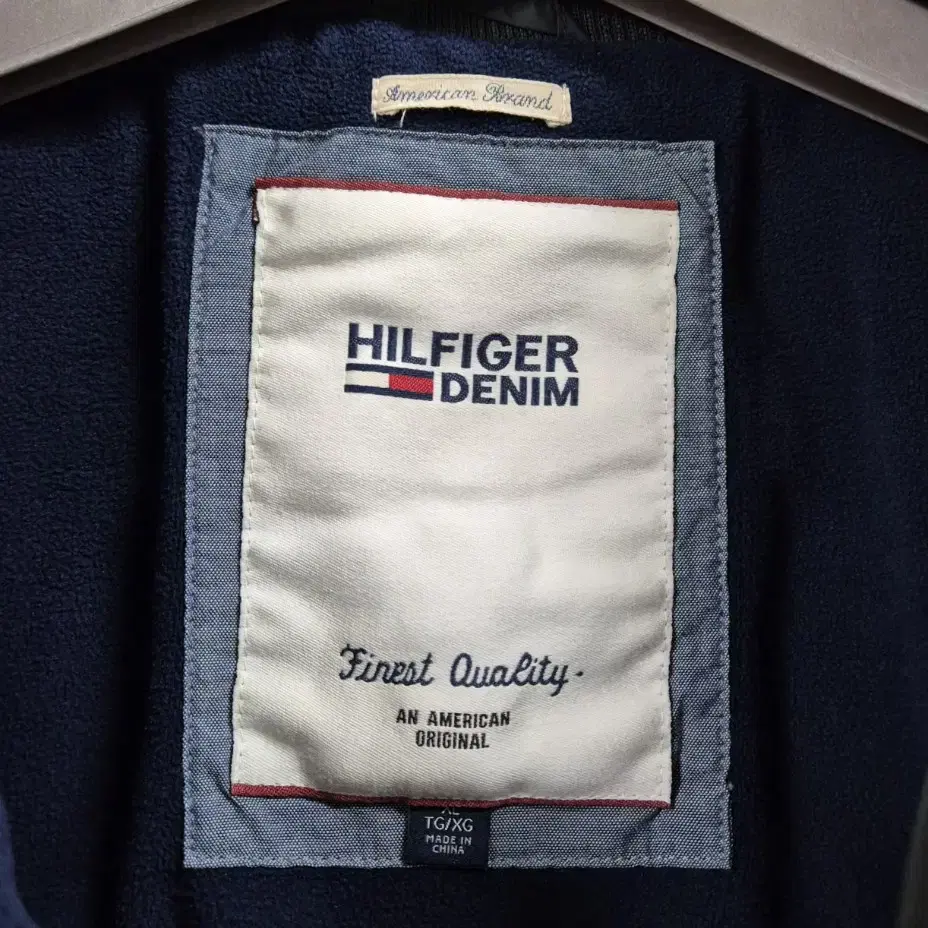 American Brand
HILFIGER
DENIM
Finest Quality.
AN AMERICAN
ORIGINAL
XL
TG/XG
MADE IN
CHINA